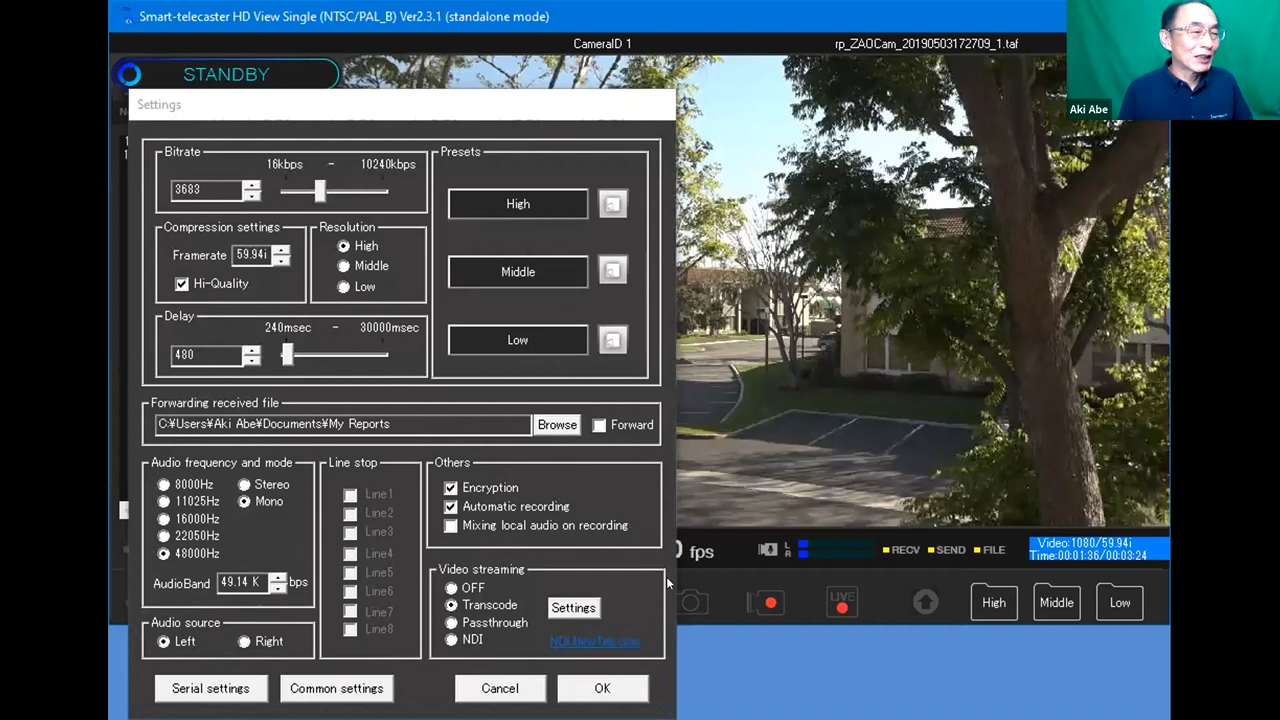 Smart-telecaster HD View Single (NTSC/PAL_B) Ver2.3.1 (standalone mode)
CameraID 1
rp_ZAOCam_20190503172709_1.taf
STANDBY
Aki Abe
Settings
Bitrate
16kbps - 10240kbps
3683
Presets
High
Middle
Low
Compression settings
Framerate 59.94i
Hi-Quality
Resolution
High
Middle
Low
Delay
240msec - 30000msec
480
Forwarding received file
C:¥Users¥Aki Abe¥Documents¥My Reports
Browse
Forward
Audio frequency and mode
8000Hz
11025Hz
16000Hz
22050Hz
48000Hz
Stereo
Mono
AudioBand 49.14 K bps
Audio source
Left
Right
Line stop
Line1
Line2
Line3
Line4
Line5
Line6
Line7
Line8
Others
Encryption
Automatic recording
Mixing local audio on recording
Video streaming
OFF
Transcode
Passthrough
NDI
Settings
NDI.NewTek.com
Serial settings
Common settings
Cancel
OK
0 fps
L
R
RECV
SEND
FILE
Video:1080/59.94i
Time:00:01:36/00:03:24
LIVE
High
Middle
Low